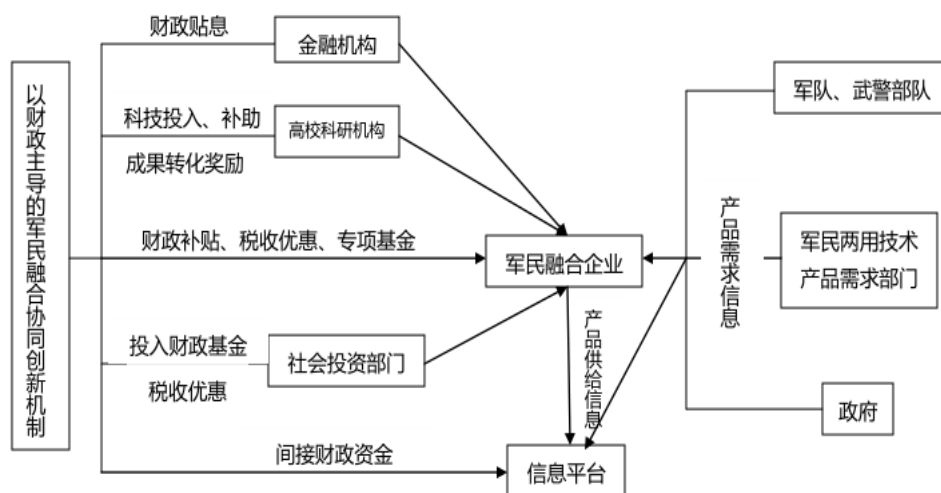 财政贴息
金融机构
军队、武警部队
以财政主导的军民融合协同创新机制
科技投入、补助
高校科研机构
成果转化奖励
财政补贴、税收优惠、专项基金
军民融合企业
产品需求信息
军民两用技术
产品需求部门
投入财政基金
社会投资部门
税收优惠
产品供给信息
政府
间接财政资金
信息平台